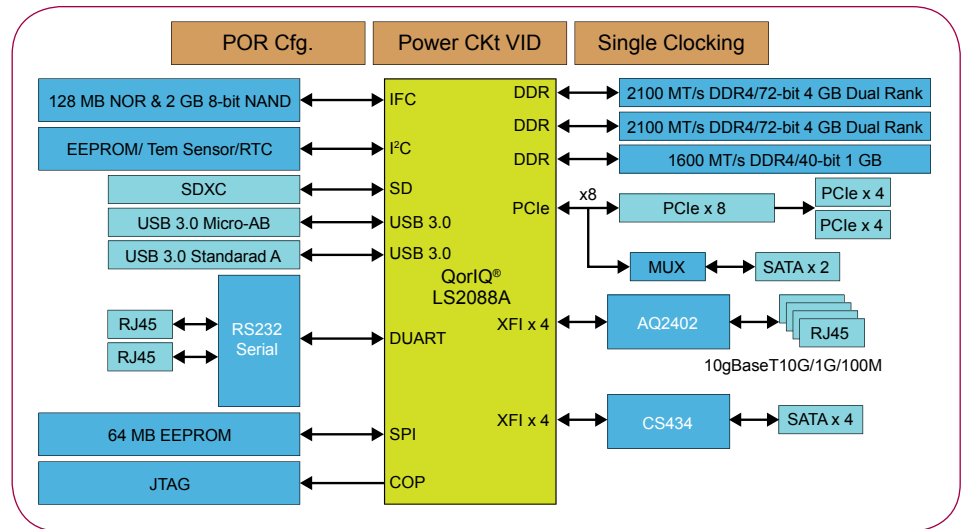 POR Cfg.
Power CKt VID
Single Clocking
128 MB NOR & 2 GB 8-bit NAND
EEPROM/ Tem Sensor/RTC
SDXC
USB 3.0 Micro-AB
USB 3.0 Standarad A
RJ45
RJ45
RS232
Serial
64 MB EEPROM
JTAG
IFC
I²C
SD
USB 3.0
USB 3.0
DUART
SPI
COP
QorIQ®
LS2088A
DDR
DDR
DDR
PCIe
XFI x 4
XFI x 4
2100 MT/s DDR4/72-bit 4 GB Dual Rank
2100 MT/s DDR4/72-bit 4 GB Dual Rank
1600 MT/s DDR4/40-bit 1 GB
x8
PCIe x 8
PCIe x 4
PCIe x 4
MUX
SATA x 2
AQ2402
RJ45
10gBaseT10G/1G/100M
CS434
SATA x 4